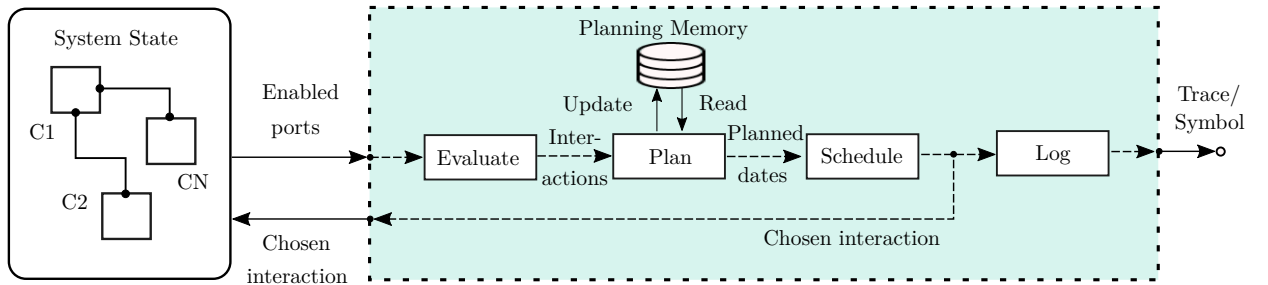 System State
C1
C2
CN
Enabled
ports
Chosen
interaction
Planning Memory
Update
Read
Evaluate
Inter-
actions
Plan
Planned
dates
Schedule
Log
Chosen interaction
Trace/
Symbol